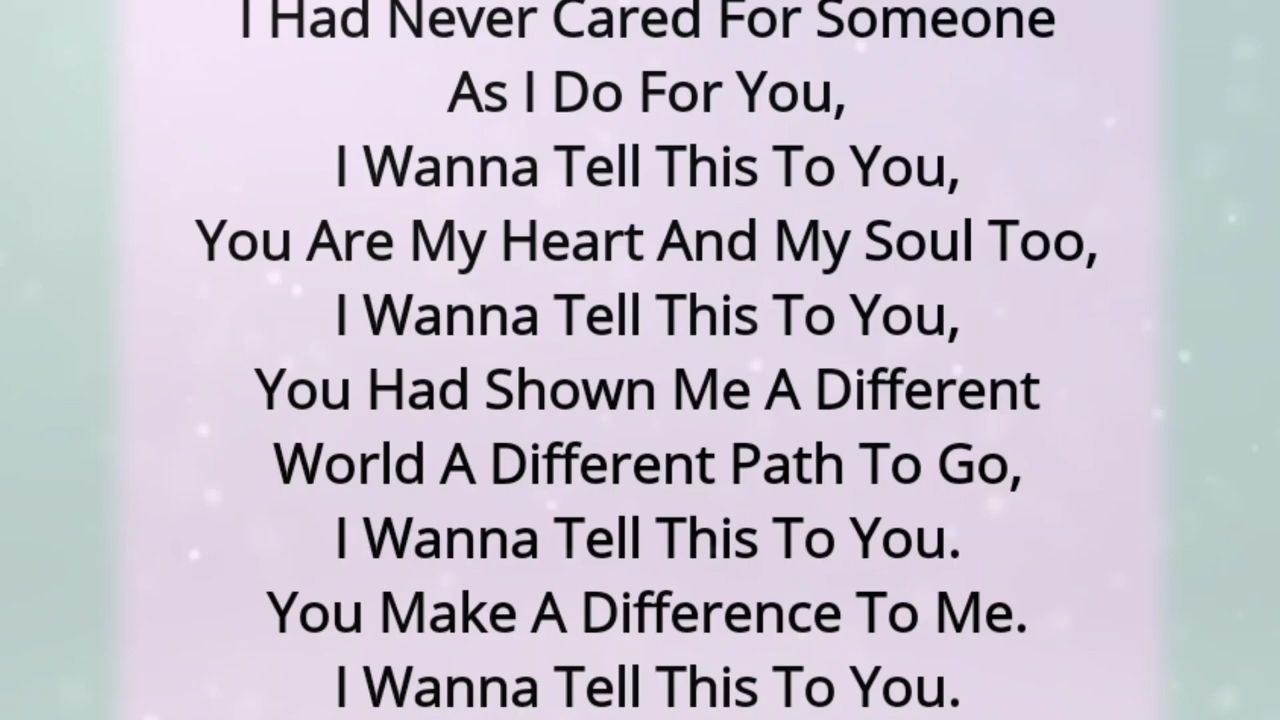 I Had Never Cared For Someone
As I Do For You,
I Wanna Tell This To You,
You Are My Heart And My Soul Too,
I Wanna Tell This To You,
You Had Shown Me A Different
World A Different Path To Go,
I Wanna Tell This To You.
You Make A Difference To Me.
I Wanna Tell This To You.